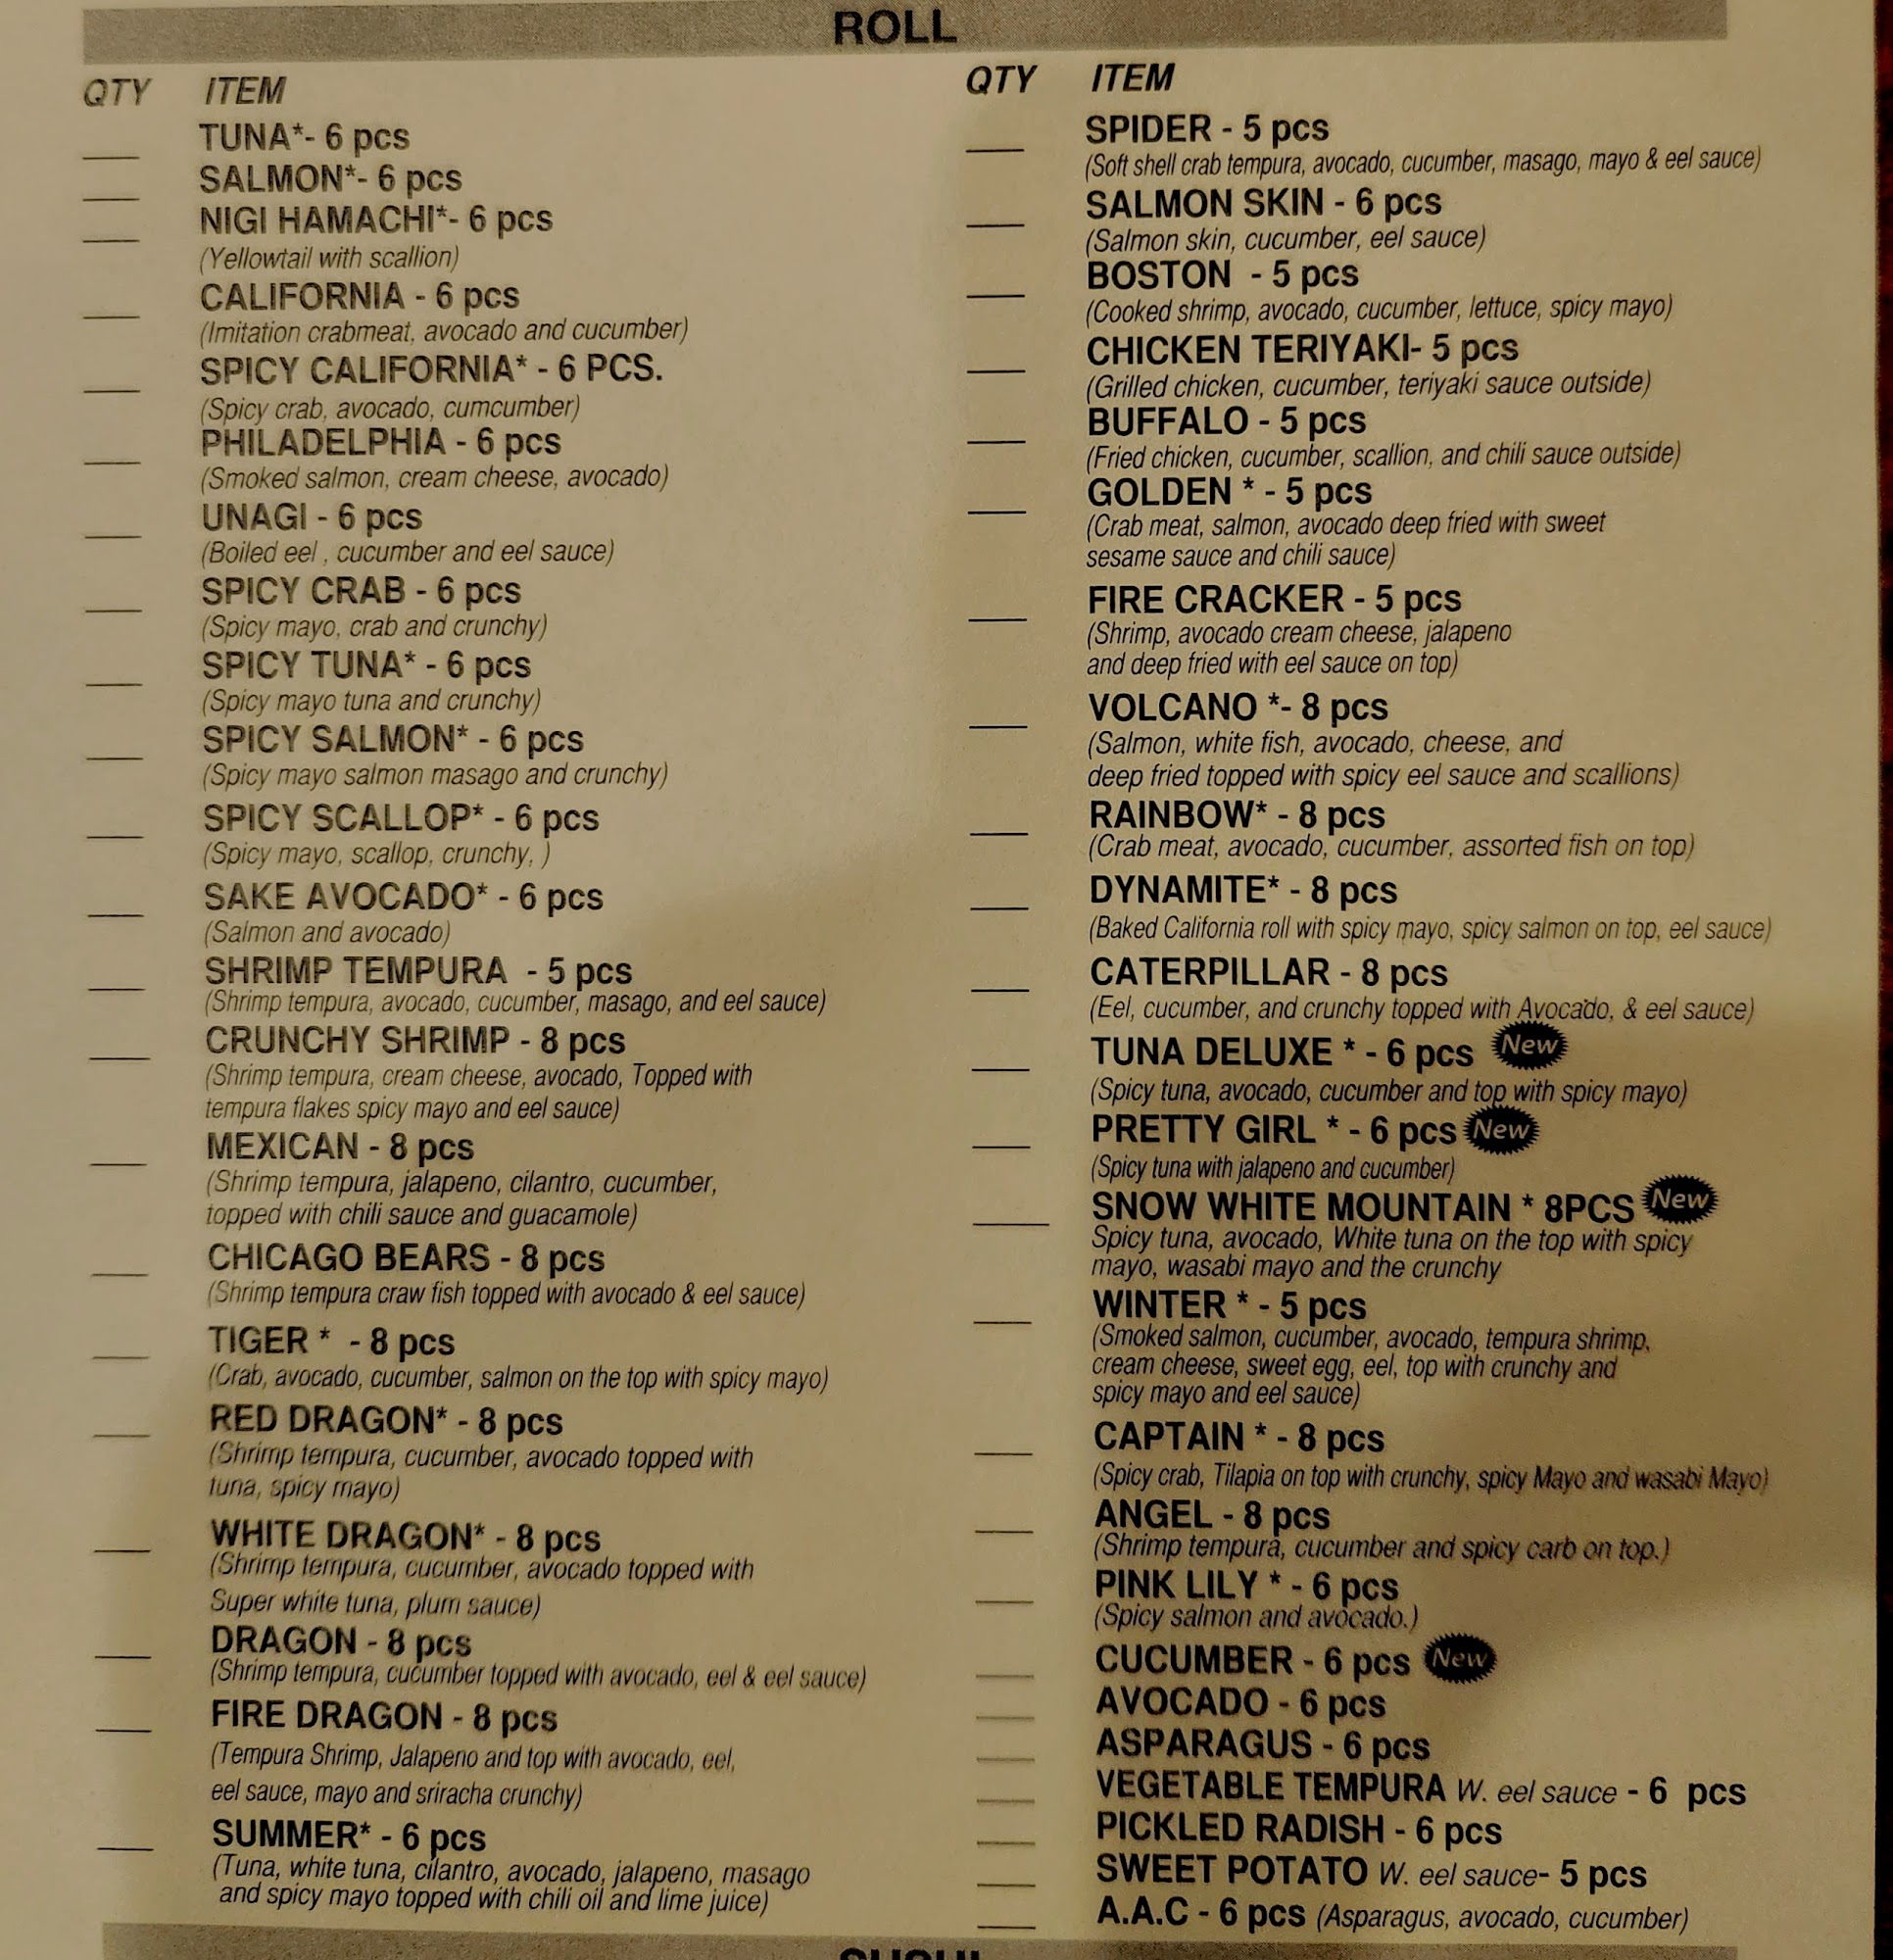 ROLL
QTY ITEM
TUNA*- 6 pcs
SALMON*- 6 pcs
NIGI HAMACHI*- 6 pcs
(Yellowtail with scallion)
CALIFORNIA - 6 pcs
(Imitation crabmeat, avocado and cucumber)
SPICY CALIFORNIA* - 6 PCS.
(Spicy crab, avocado, cumcumber)
PHILADELPHIA - 6 pcs
(Smoked salmon, cream cheese, avocado)
UNAGI - 6 pcs
(Boiled eel , cucumber and eel sauce)
SPICY CRAB - 6 pcs
(Spicy mayo, crab and crunchy)
SPICY TUNA* - 6 pcs
(Spicy mayo tuna and crunchy)
SPICY SALMON* - 6 pcs
(Spicy mayo salmon masago and crunchy)
SPICY SCALLOP* - 6 pcs
(Spicy mayo, scallop, crunchy, )
SAKE AVOCADO* - 6 pcs
(Salmon and avocado)
SHRIMP TEMPURA - 5 pcs
(Shrimp tempura, avocado, cucumber, masago, and eel sauce)
CRUNCHY SHRIMP - 8 pcs
(Shrimp tempura, cream cheese, avocado, Topped with
tempura flakes spicy mayo and eel sauce)
MEXICAN - 8 pcs
(Shrimp tempura, jalapeno, cilantro, cucumber,
topped with chili sauce and guacamole)
CHICAGO BEARS - 8 pcs
(Shrimp tempura craw fish topped with avocado & eel sauce)
TIGER * - 8 pcs
(Crab, avocado, cucumber, salmon on the top with spicy mayo)
RED DRAGON* - 8 pcs
(Shrimp tempura, cucumber, avocado topped with
tuna, spicy mayo)
WHITE DRAGON* - 8 pcs
(Shrimp tempura, cucumber, avocado topped with
Super white tuna, plum sauce)
DRAGON - 8 pcs
(Shrimp tempura, cucumber topped with avocado, eel & eel sauce)
FIRE DRAGON - 8 pcs
(Tempura Shrimp, Jalapeno and top with avocado, eel,
eel sauce, mayo and sriracha crunchy)
SUMMER* - 6 pcs
(Tuna, white tuna, cilantro, avocado, jalapeno, masago
and spicy mayo topped with chili oil and lime juice)
QTY ITEM
SPIDER - 5 pcs
(Soft shell crab tempura, avocado, cucumber, masago, mayo & eel sauce)
SALMON SKIN - 6 pcs
(Salmon skin, cucumber, eel sauce)
BOSTON - 5 pcs
(Cooked shrimp, avocado, cucumber, lettuce, spicy mayo)
CHICKEN TERIYAKI- 5 pcs
(Grilled chicken, cucumber, teriyaki sauce outside)
BUFFALO - 5 pcs
(Fried chicken, cucumber, scallion, and chili sauce outside)
GOLDEN * - 5 pcs
(Crab meat, salmon, avocado deep fried with sweet
sesame sauce and chili sauce)
FIRE CRACKER - 5 pcs
(Shrimp, avocado cream cheese, jalapeno
and deep fried with eel sauce on top)
VOLCANO *- 8 pcs
(Salmon, white fish, avocado, cheese, and
deep fried topped with spicy eel sauce and scallions)
RAINBOW* - 8 pcs
(Crab meat, avocado, cucumber, assorted fish on top)
DYNAMITE* - 8 pcs
(Baked California roll with spicy mayo, spicy salmon on top, eel sauce)
CATERPILLAR - 8 pcs
(Eel, cucumber, and crunchy topped with Avocado, & eel sauce)
TUNA DELUXE * - 6 pcs New
(Spicy tuna, avocado, cucumber and top with spicy mayo)
PRETTY GIRL * - 6 pcs New
(Spicy tuna with jalapeno and cucumber)
SNOW WHITE MOUNTAIN * 8PCS New
Spicy tuna, avocado, White tuna on the top with spicy
mayo, wasabi mayo and the crunchy
WINTER * - 5 pcs
(Smoked salmon, cucumber, avocado, tempura shrimp,
cream cheese, sweet egg, eel, top with crunchy and
spicy mayo and eel sauce)
CAPTAIN * - 8 pcs
(Spicy crab, Tilapia on top with crunchy, spicy Mayo and wasabi Mayo)
ANGEL - 8 pcs
(Shrimp tempura, cucumber and spicy carb on top.)
PINK LILY * - 6 pcs
(Spicy salmon and avocado.)
CUCUMBER - 6 pcs New
AVOCADO - 6 pcs
ASPARAGUS - 6 pcs
VEGETABLE TEMPURA W. eel sauce - 6 pcs
PICKLED RADISH - 6 pcs
SWEET POTATO W. eel sauce- 5 pcs
A.A.C - 6 pcs (Asparagus, avocado, cucumber)